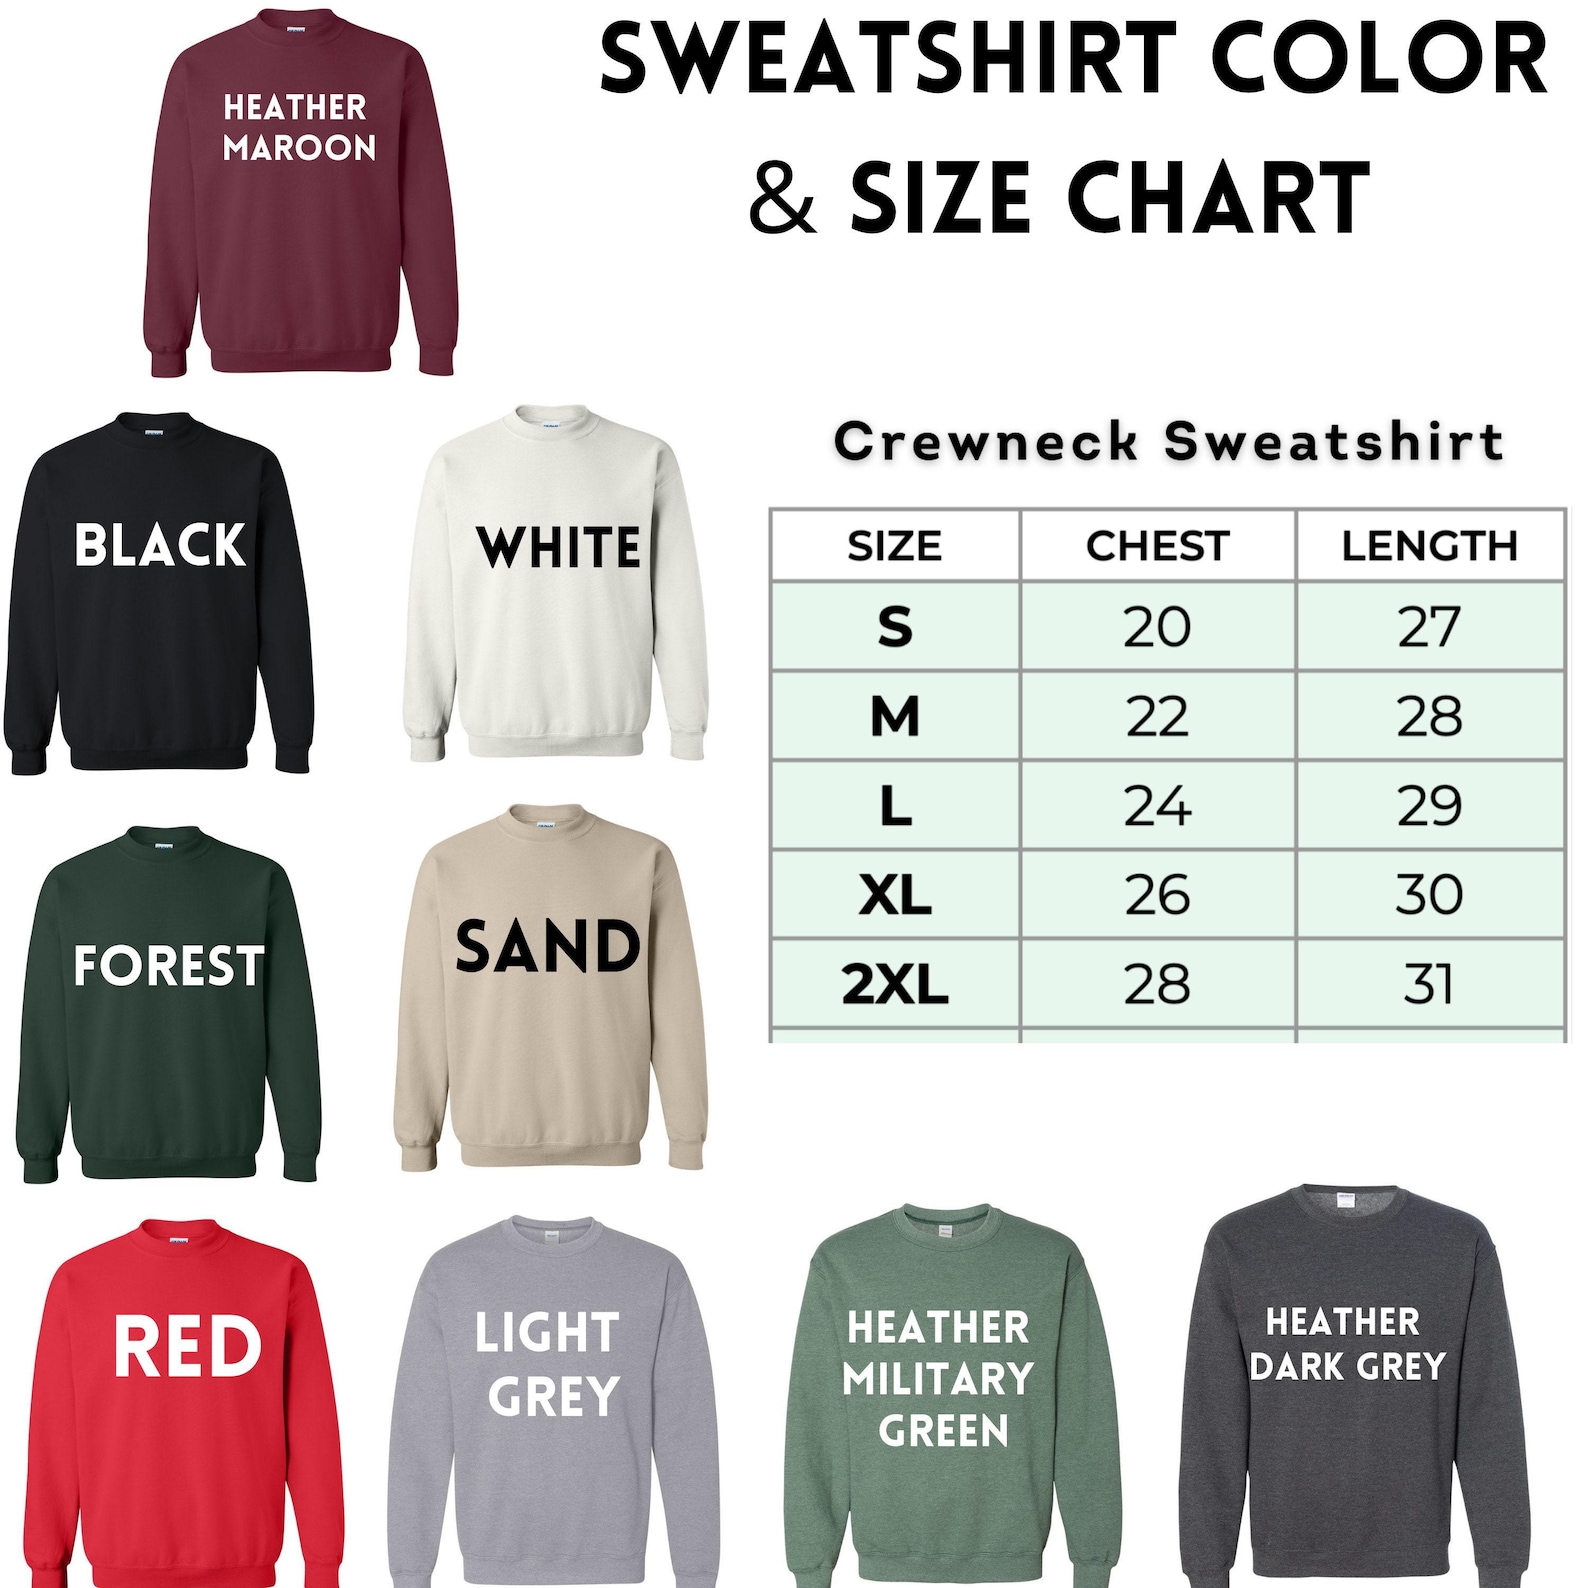 SWEATSHIRT COLOR
& SIZE CHART
HEATHER
MAROON
BLACK
WHITE
FOREST
SAND
Crewneck Sweatshirt
SIZE CHEST LENGTH
S 20 27
M 22 28
L 24 29
XL 26 30
2XL 28 31
RED
LIGHT
GREY
HEATHER
MILITARY
GREEN
HEATHER
DARK GREY